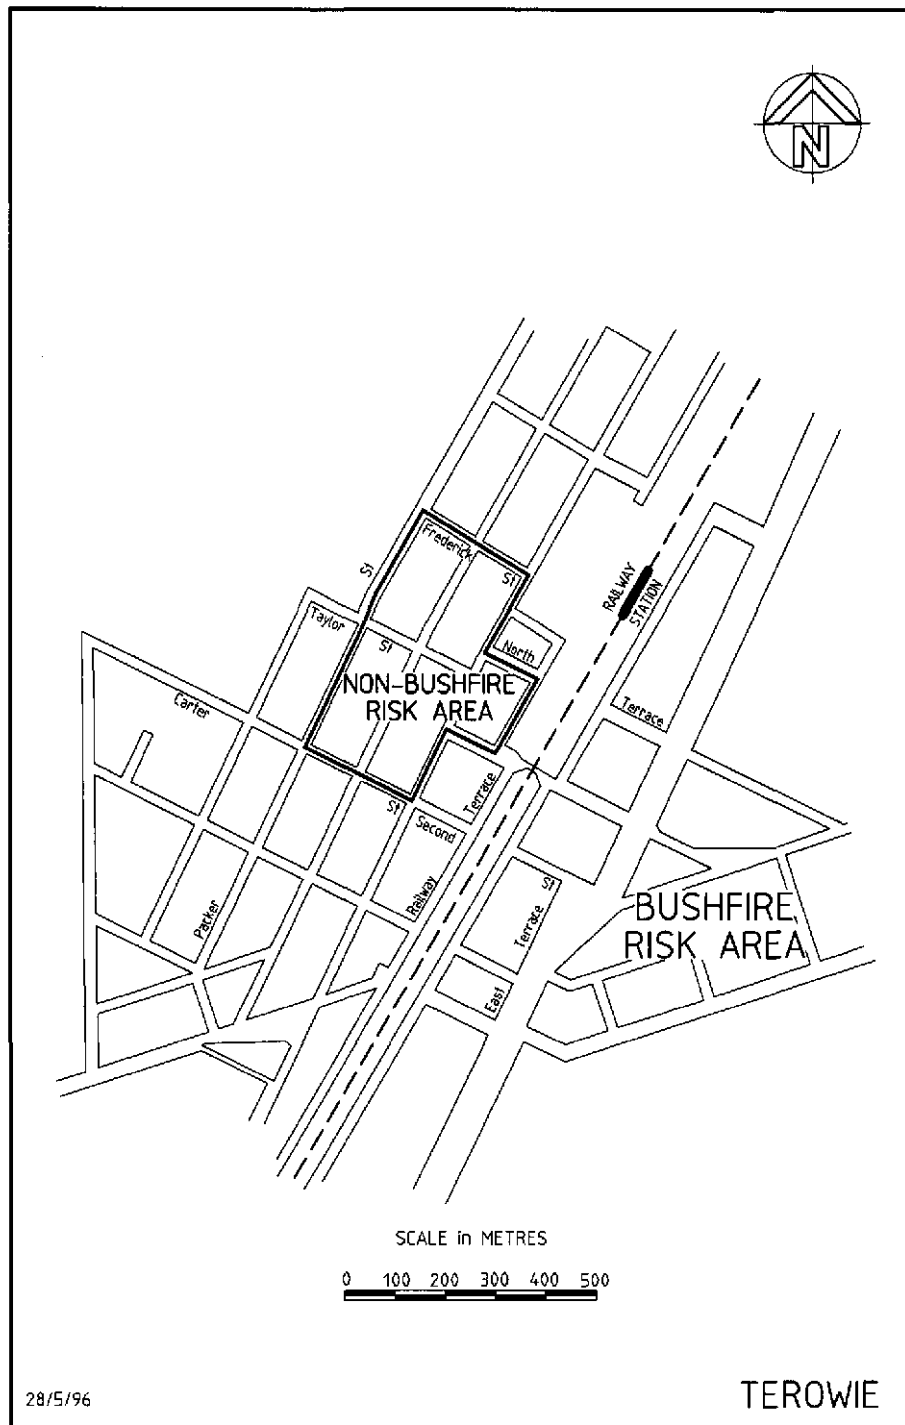 N
Frederick
St
St
RAILWAY
STATION
Taylor
North
St
NON-BUSHFIRE
RISK AREA
Carter
Terrace
St
Terrace
Second
St
Railway
BUSHFIRE
RISK AREA
Packer
Terrace
East
SCALE in METRES
0 100 200 300 400 500
28/5/96
TEROWIE